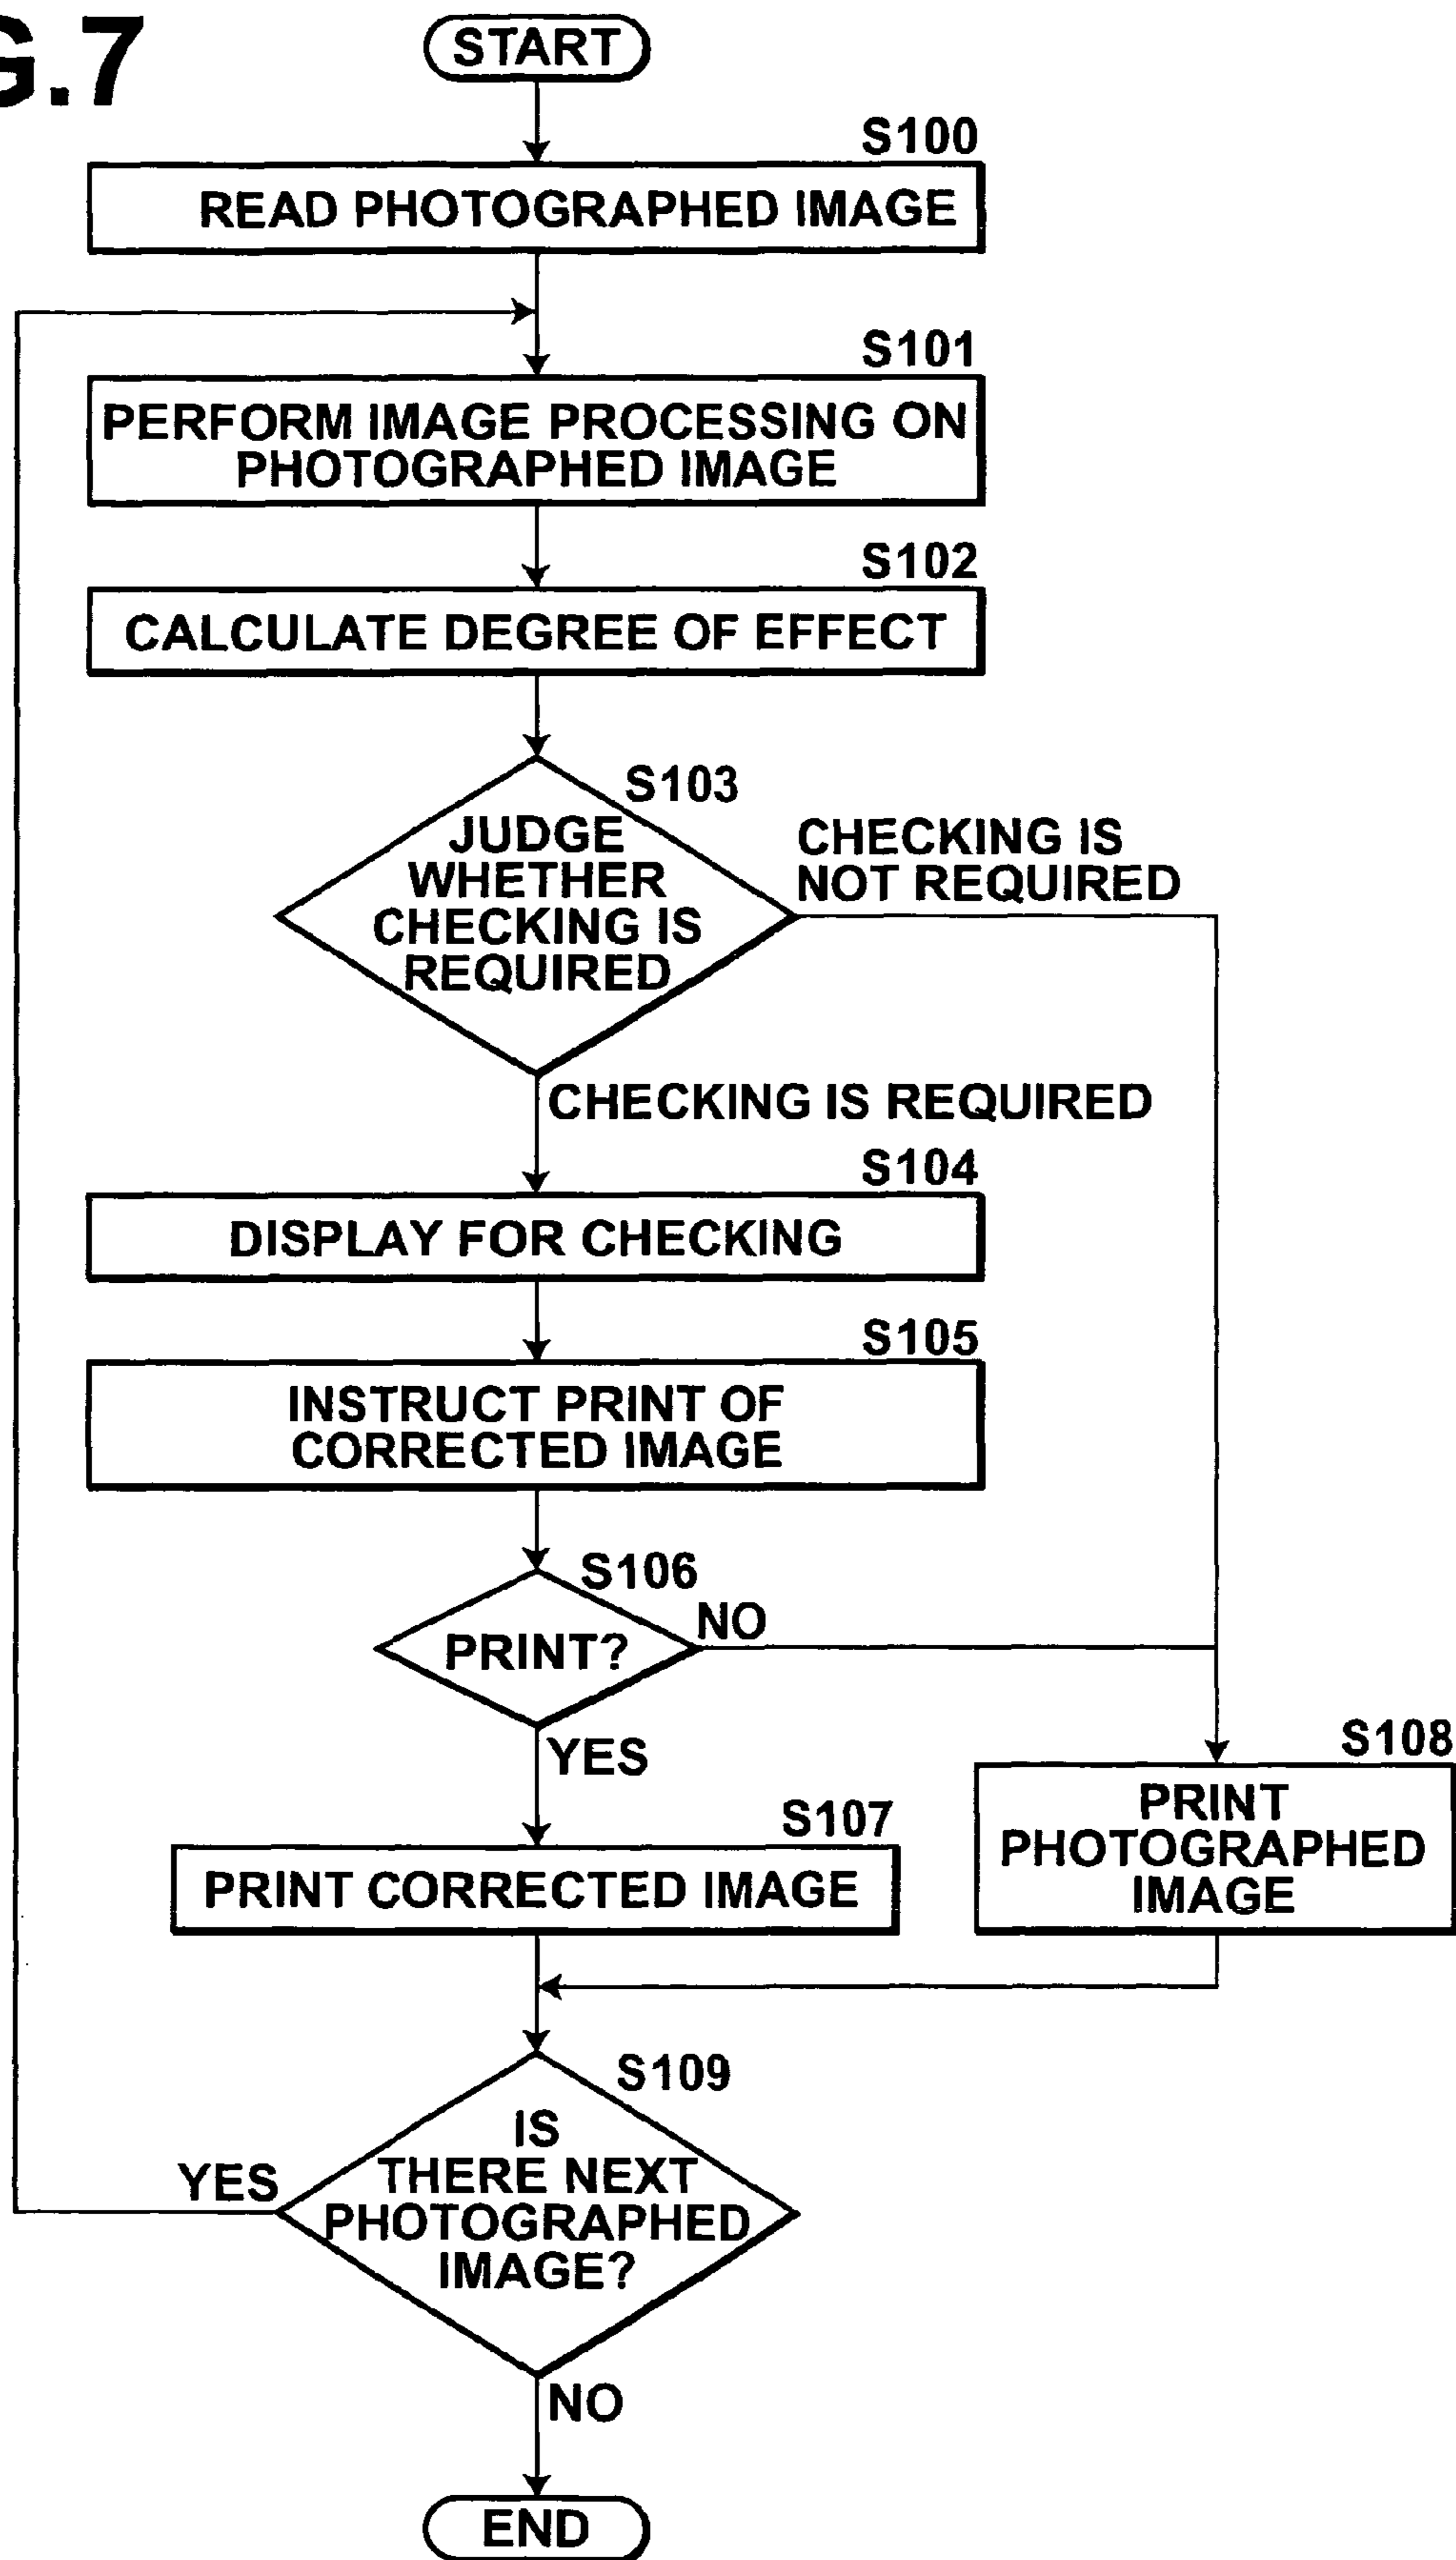 G.7
START
S100
READ PHOTOGRAPHED IMAGE
S101
PERFORM IMAGE PROCESSING ON
PHOTOGRAPHED IMAGE
S102
CALCULATE DEGREE OF EFFECT
S103
JUDGE
WHETHER
CHECKING IS
REQUIRED
CHECKING IS
NOT REQUIRED
CHECKING IS REQUIRED
S104
DISPLAY FOR CHECKING
S105
INSTRUCT PRINT OF
CORRECTED IMAGE
S106
PRINT?
NO
YES
S107
PRINT CORRECTED IMAGE
S108
PRINT
PHOTOGRAPHED
IMAGE
S109
IS
THERE NEXT
PHOTOGRAPHED
IMAGE?
YES
NO
END